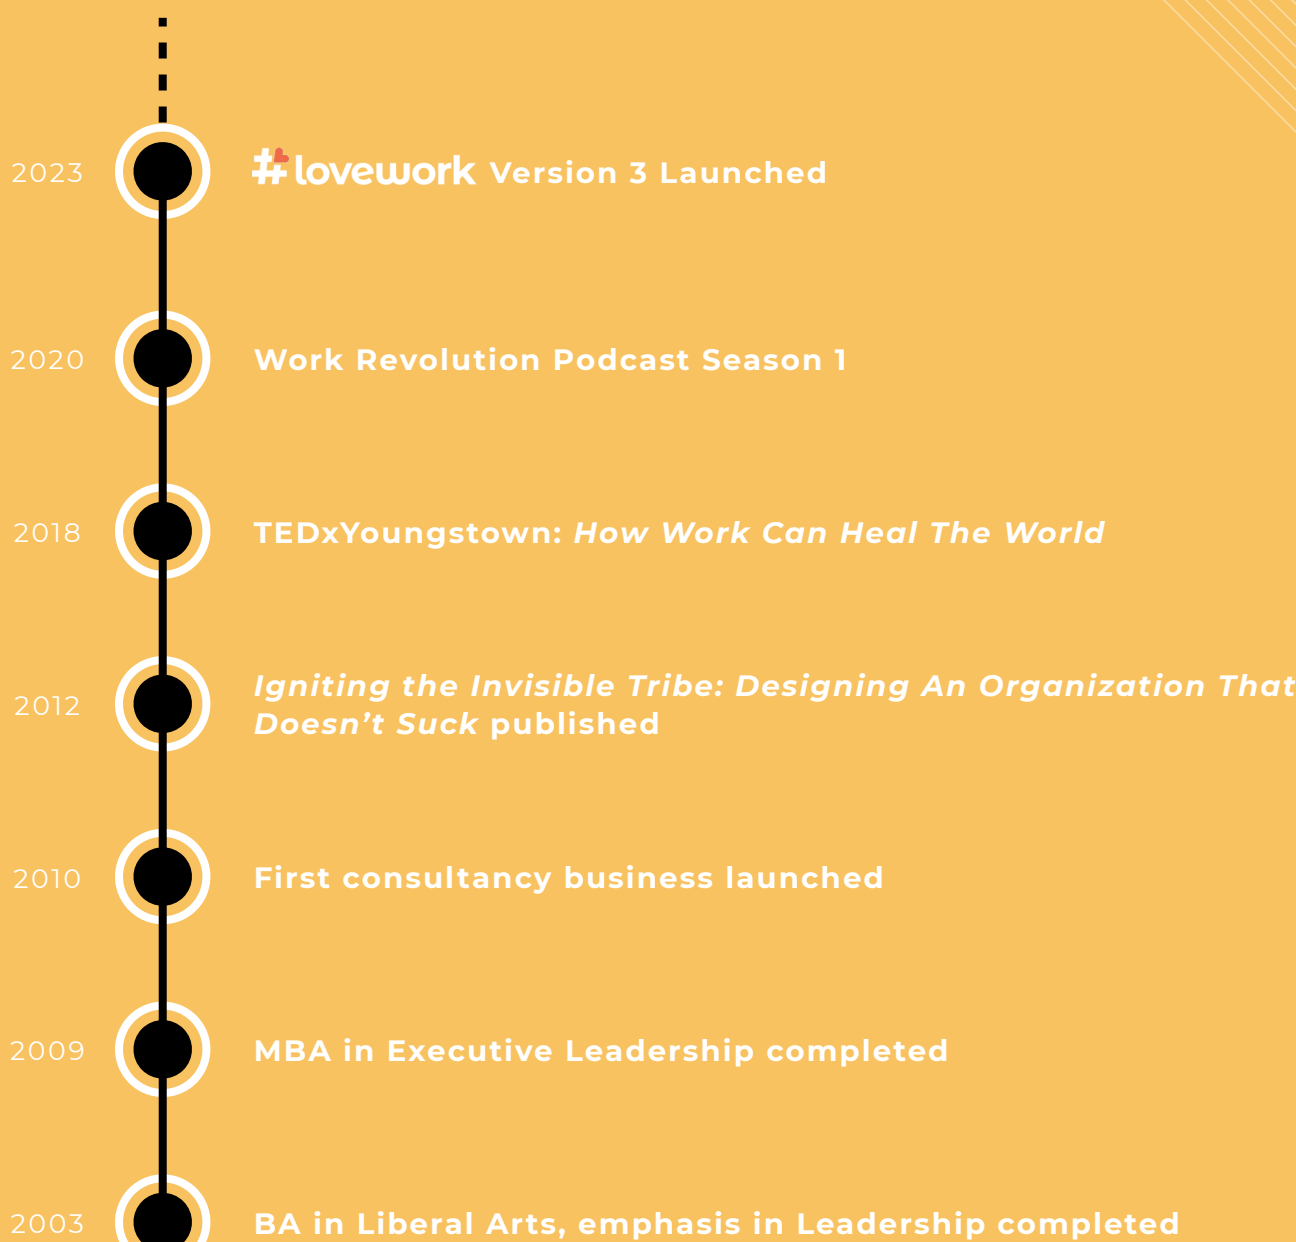 2023 #lovework Version 3 Launched
2020 Work Revolution Podcast Season 1
2018 TEDxYoungstown: How Work Can Heal The World
2012 Igniting the Invisible Tribe: Designing An Organization That
Doesn’t Suck published
2010 First consultancy business launched
2009 MBA in Executive Leadership completed
2003 BA in Liberal Arts, emphasis in Leadership completed